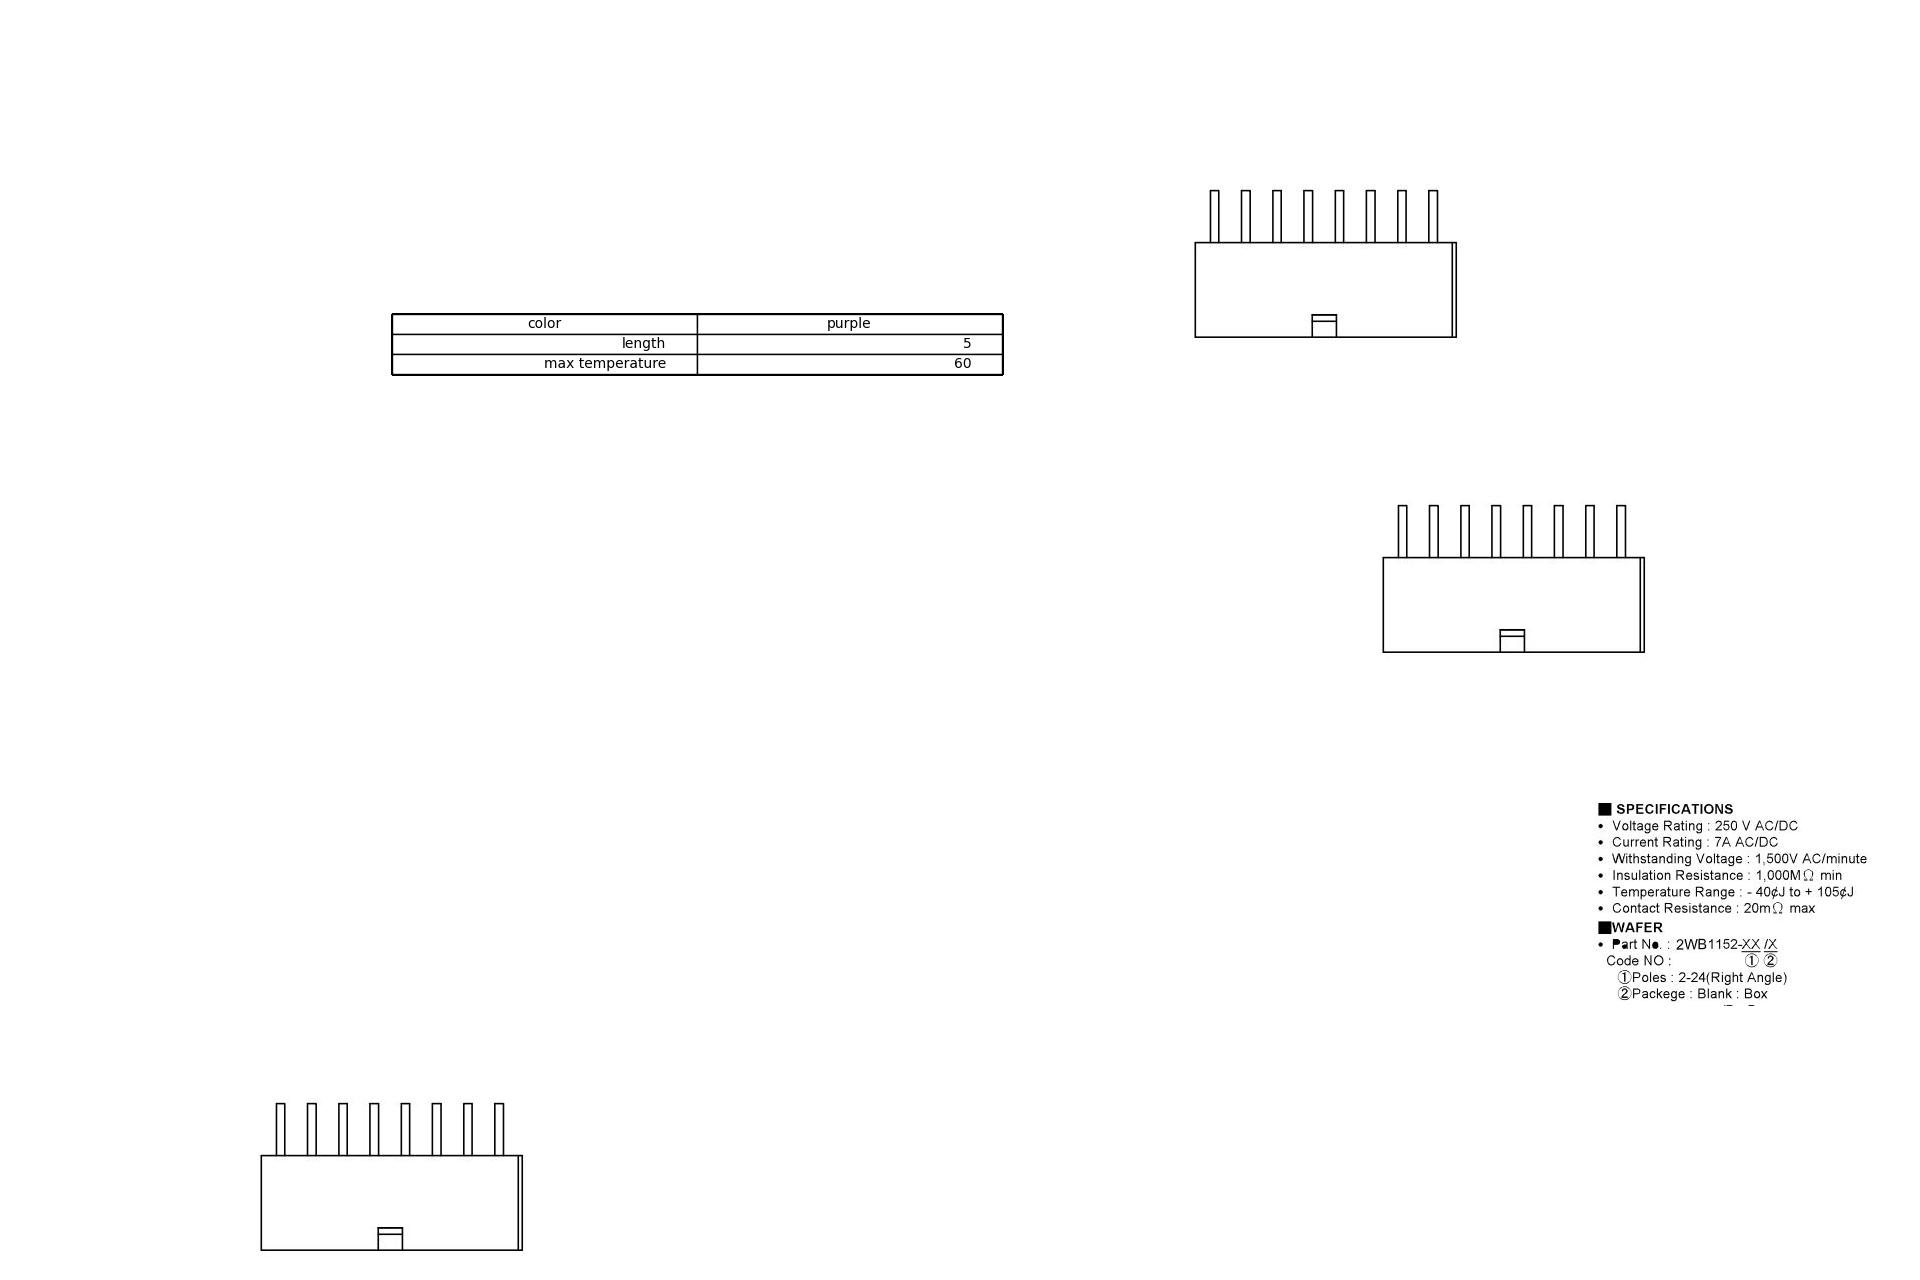 color purple
length 5
max temperature 60
■ SPECIFICATIONS
• Voltage Rating : 250 V AC/DC
• Current Rating : 7A AC/DC
• Withstanding Voltage : 1,500V AC/minute
• Insulation Resistance : 1,000MΩ min
• Temperature Range : - 40¢J to + 105¢J
• Contact Resistance : 20mΩ max
■WAFER
• Part No. : 2WB1152-XX /X
Code NO : ① ②
①Poles : 2-24(Right Angle)
②Packege : Blank : Box